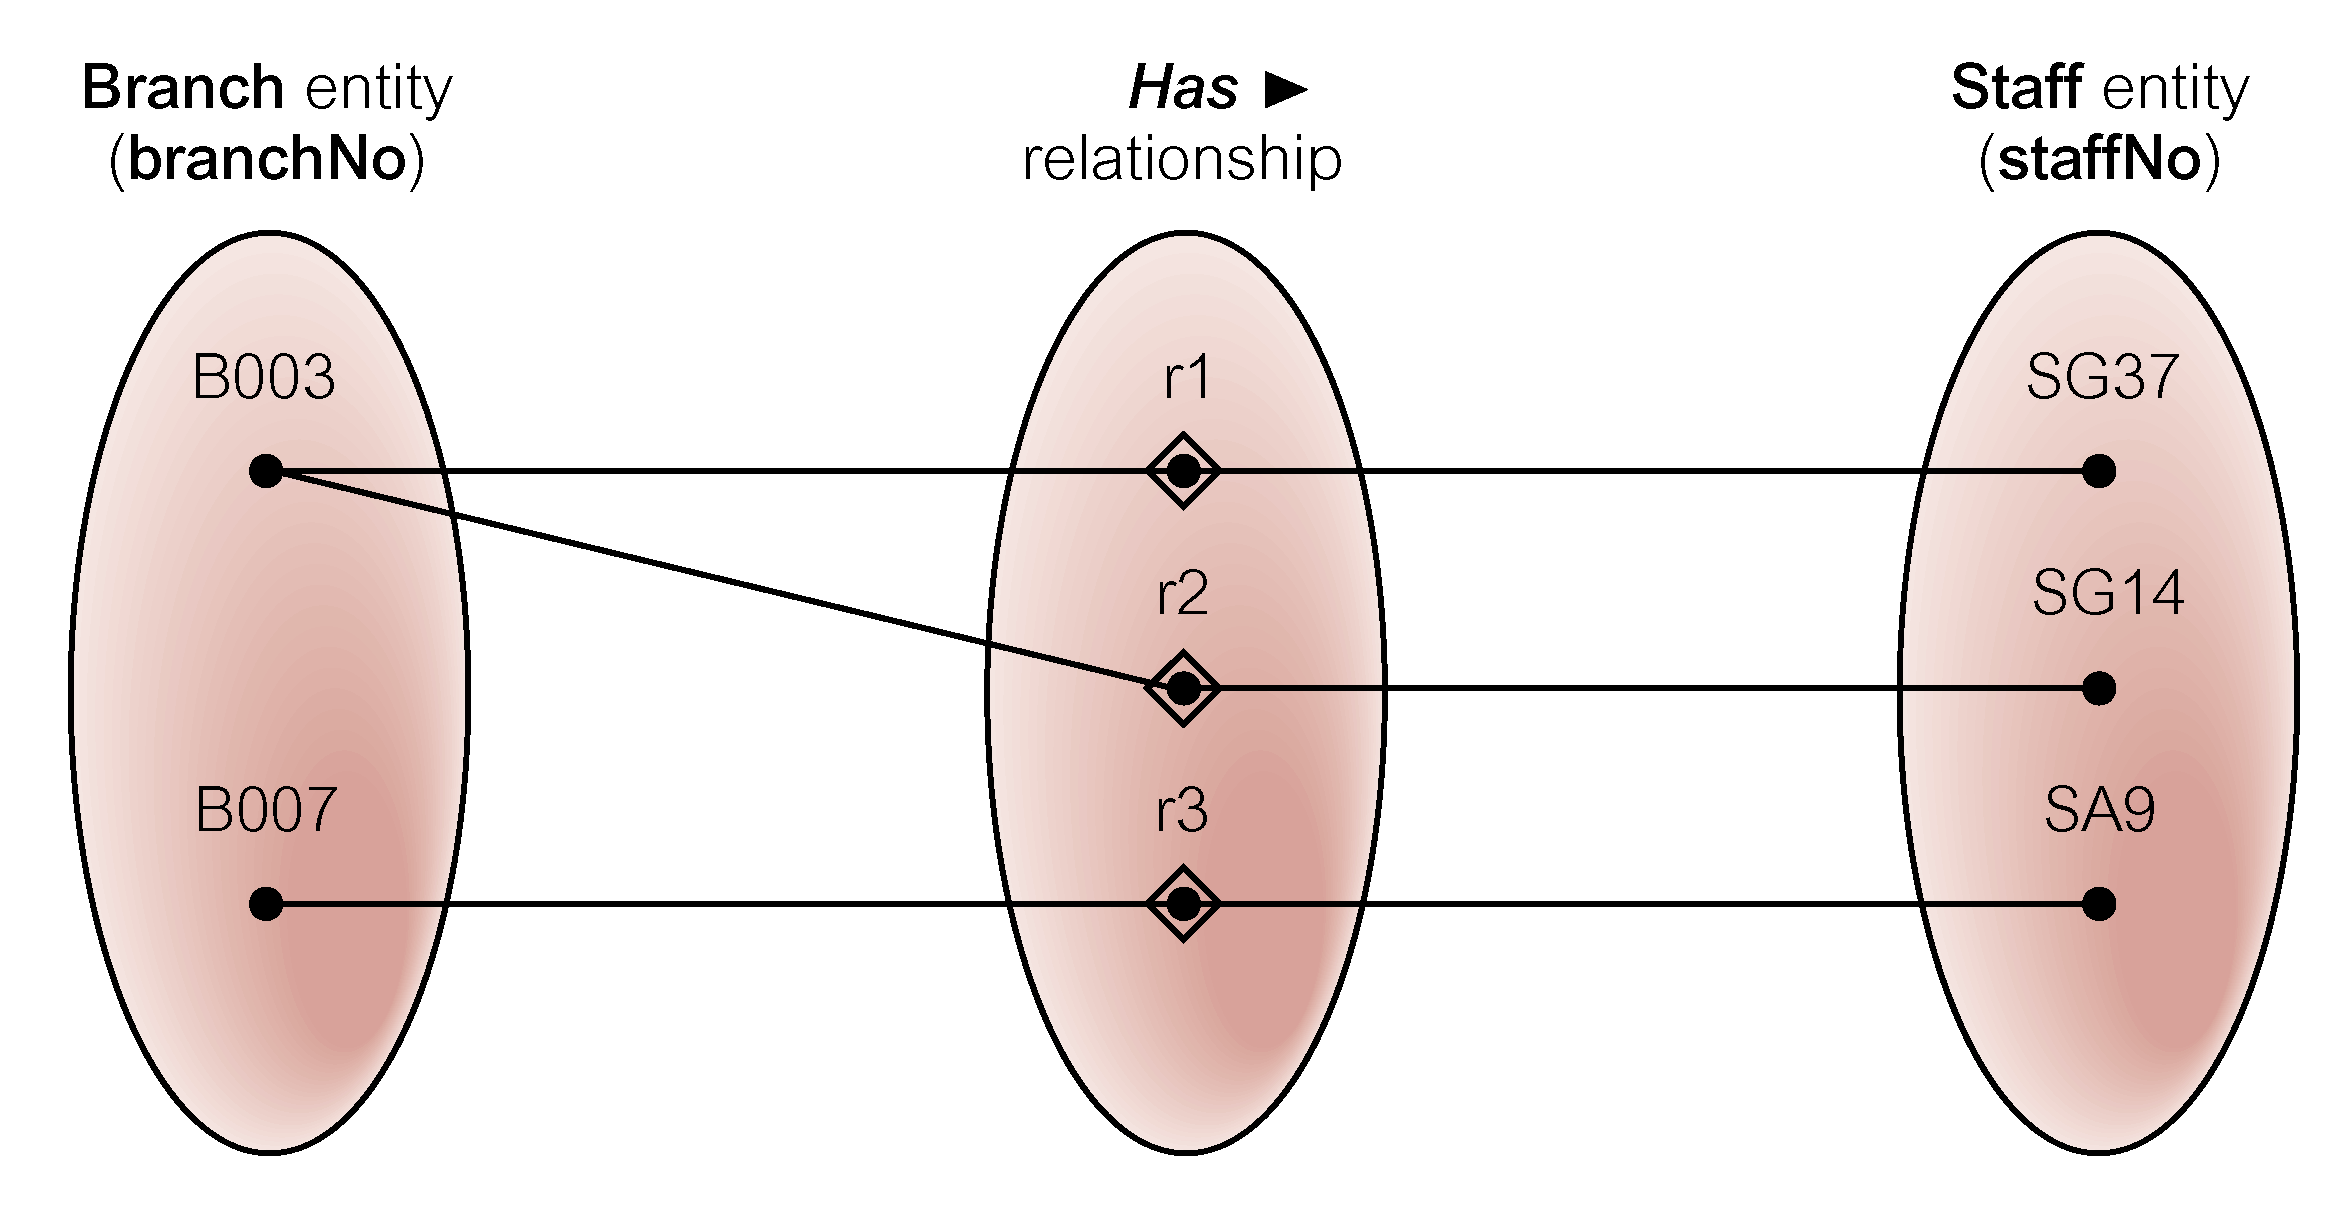 Branch entity
(branchNo)
Has ►
relationship
Staff entity
(staffNo)
B003
r1
SG37
r2
SG14
B007
r3
SA9